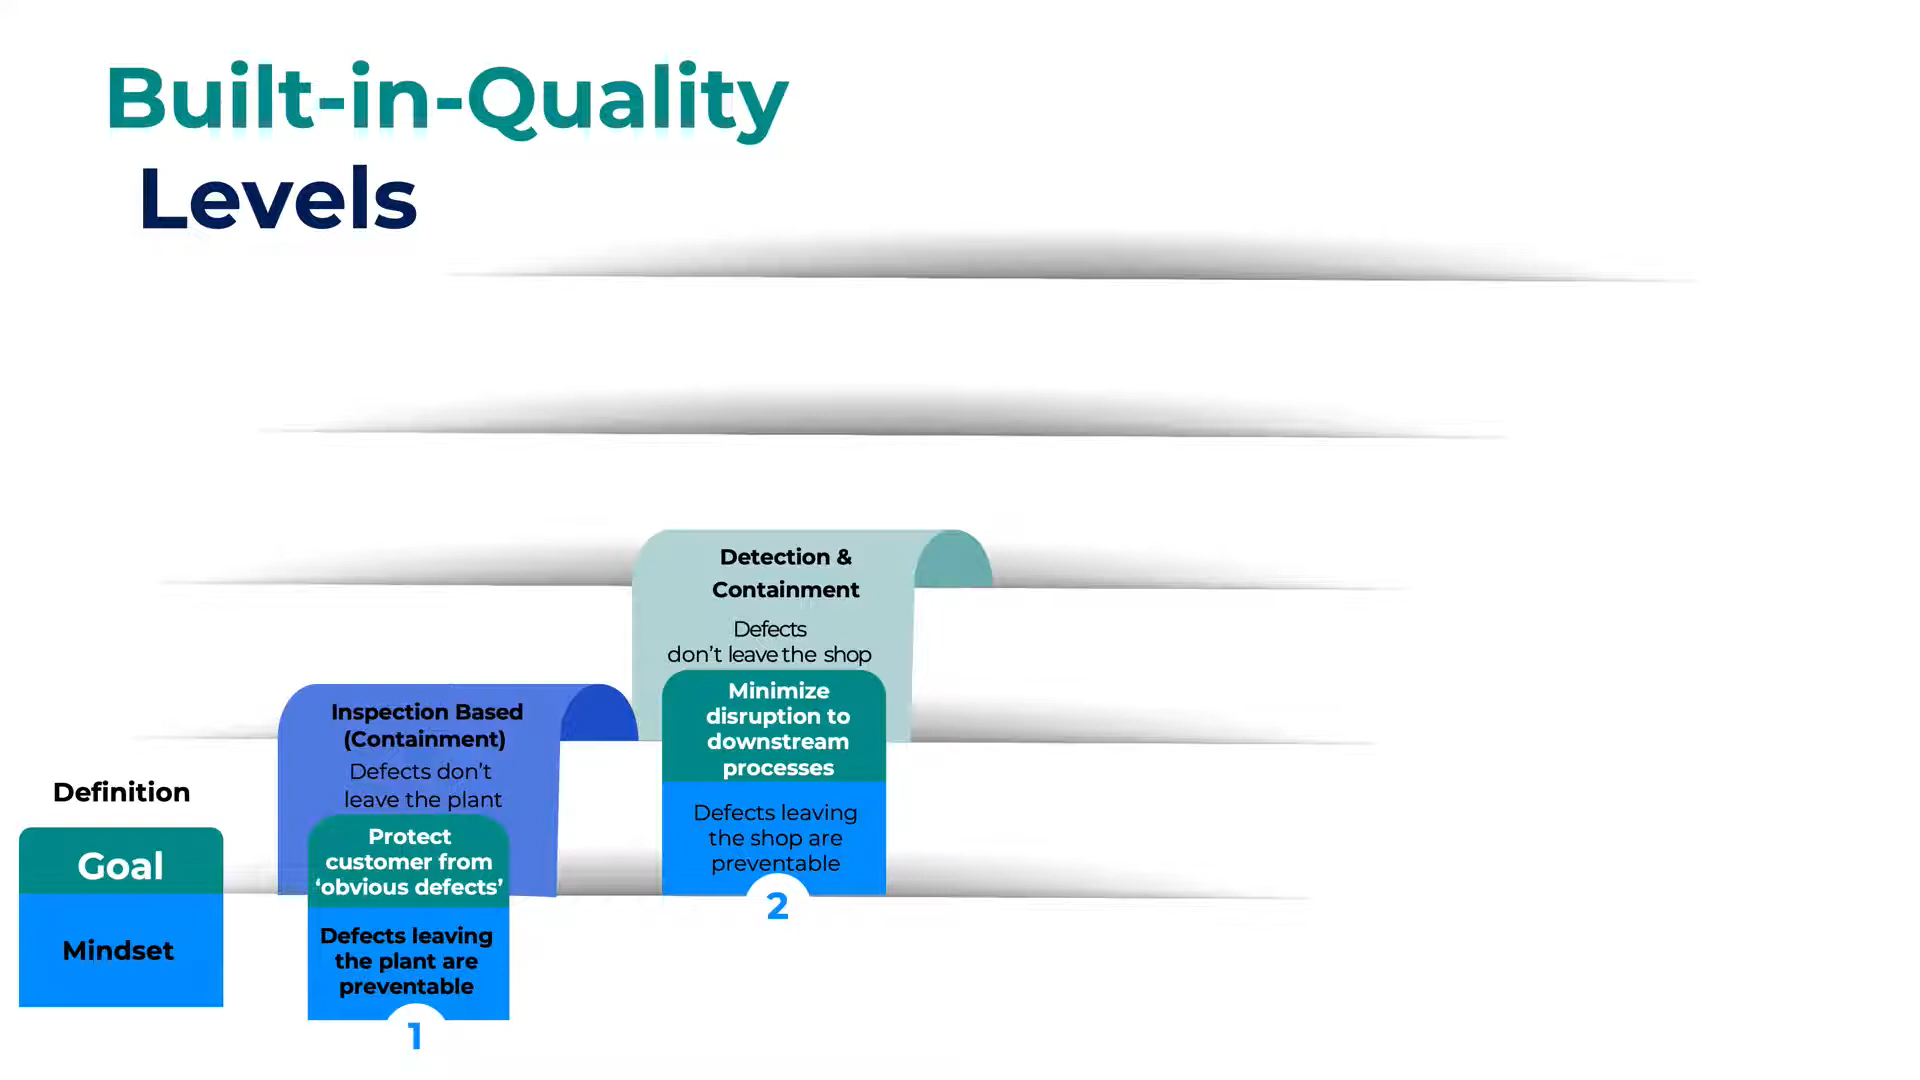 Built-in-Quality
Levels
Definition
Goal
Mindset
Inspection Based
(Containment)
Defects don’t
leave the plant
Protect
customer from
‘obvious defects’
Defects leaving
the plant are
preventable
1
Detection &
Containment
Defects
don’t leave the shop
Minimize
disruption to
downstream
processes
Defects leaving
the shop are
preventable
2